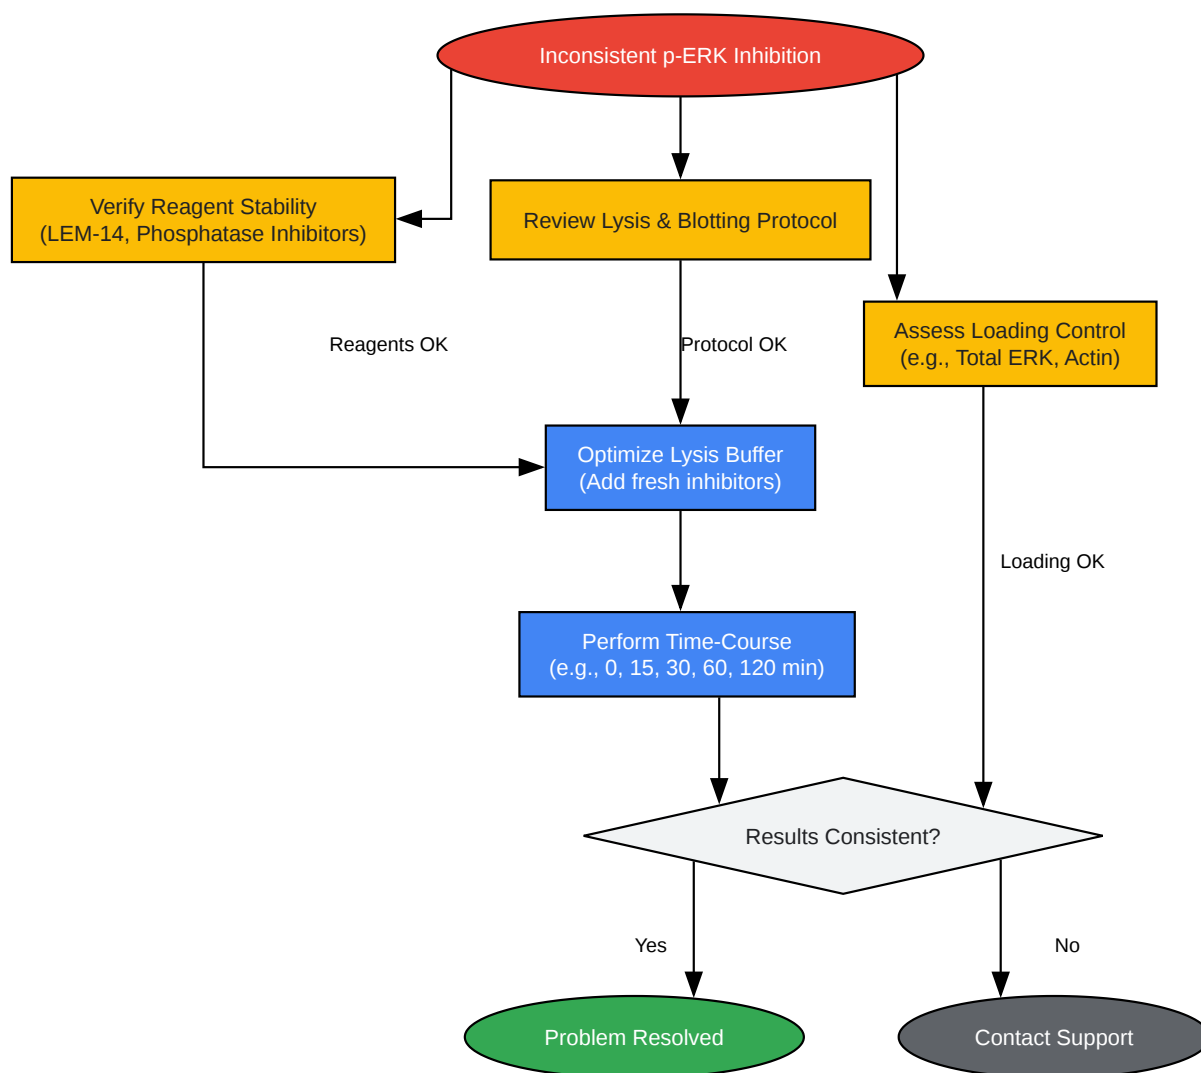 Inconsistent p-ERK Inhibition
Verify Reagent Stability
(LEM-14, Phosphatase Inhibitors)
Review Lysis & Blotting Protocol
Assess Loading Control
(e.g., Total ERK, Actin)
Reagents OK
Protocol OK
Optimize Lysis Buffer
(Add fresh inhibitors)
Loading OK
Perform Time-Course
(e.g., 0, 15, 30, 60, 120 min)
Results Consistent?
Yes
No
Problem Resolved
Contact Support